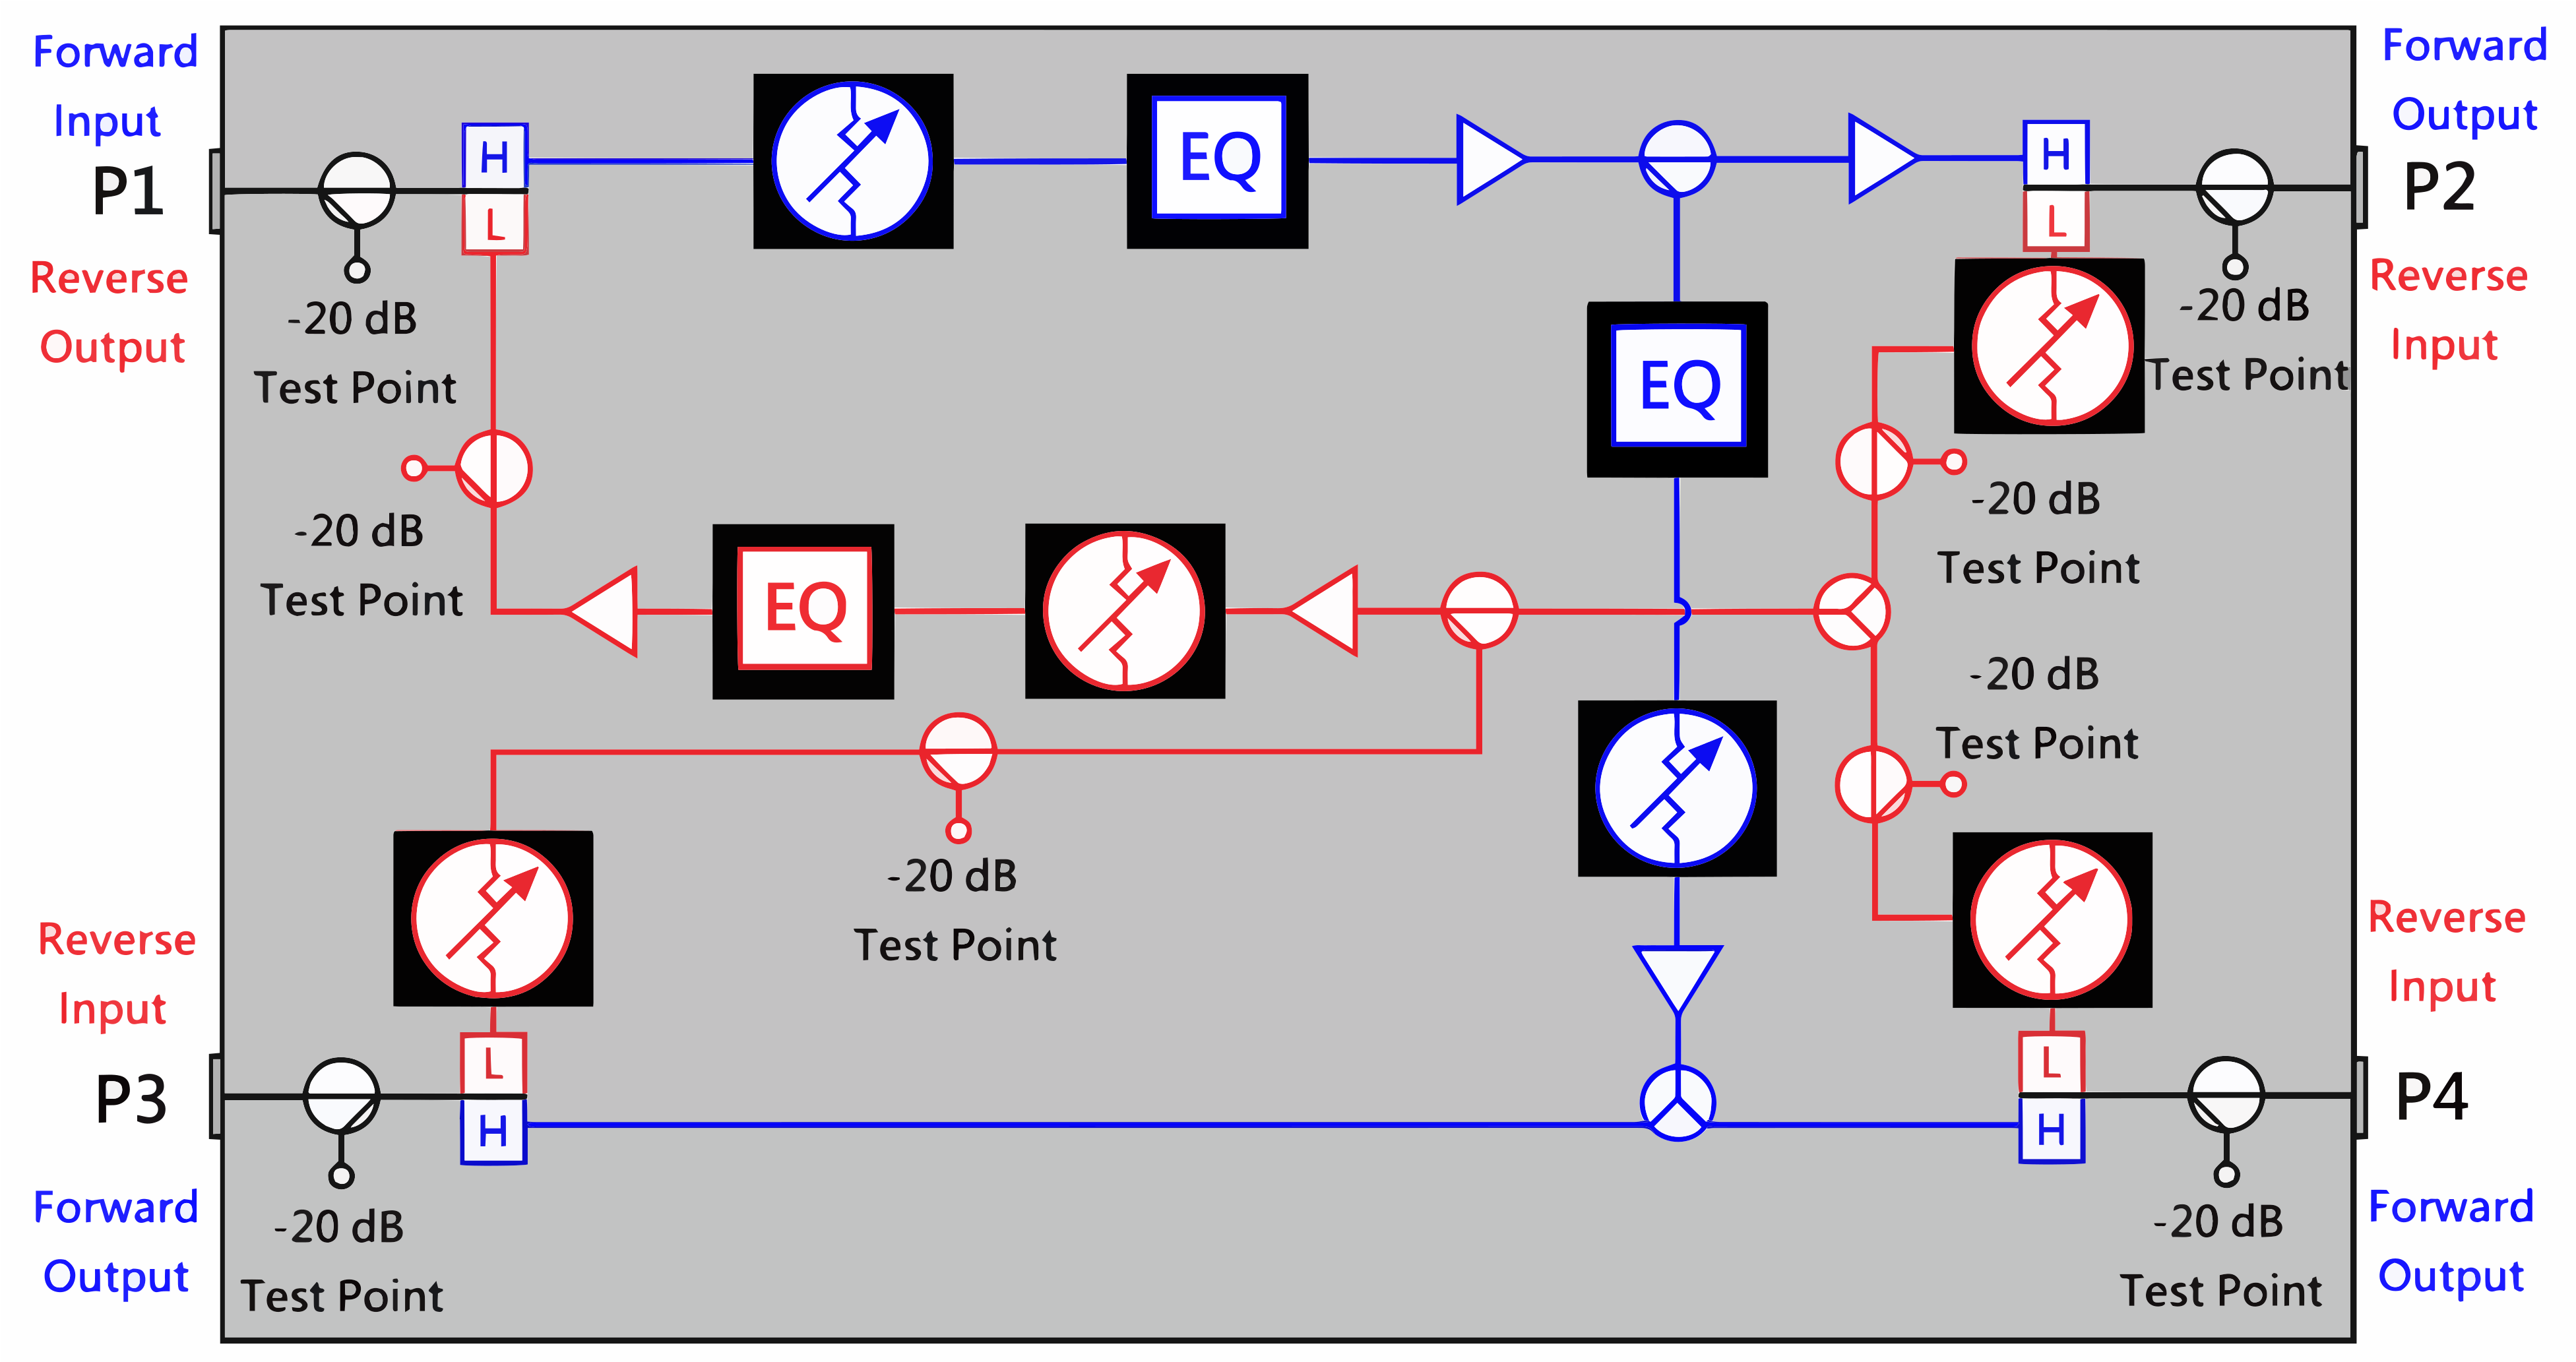 Forward
Input
P1
Reverse
Output
-20 dB
Test Point
H
L
EQ
H
L
Forward
Output
P2
Reverse
Input
-20 dB
Test Point
EQ
-20 dB
Test Point
EQ
-20 dB
Test Point
-20 dB
Test Point
-20 dB
Test Point
Reverse
Input
P3
Forward
Output
L
H
-20 dB
Test Point
L
H
Reverse
Input
P4
Forward
Output
-20 dB
Test Point